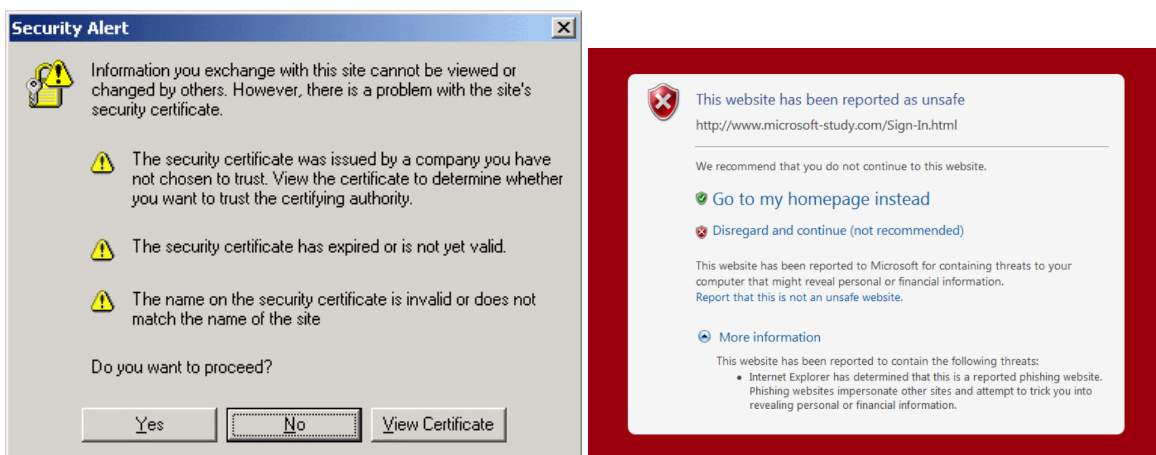 Security Alert
Information you exchange with this site cannot be viewed or
changed by others. However, there is a problem with the site's
security certificate.
The security certificate was issued by a company you have
not chosen to trust. View the certificate to determine whether
you want to trust the certifying authority.
The security certificate has expired or is not yet valid.
The name on the security certificate is invalid or does not
match the name of the site
Do you want to proceed?
Yes
No
View Certificate
This website has been reported as unsafe
http://www.microsoft-study.com/Sign-In.html
We recommend that you do not continue to this website.
Go to my homepage instead
Disregard and continue (not recommended)
This website has been reported to Microsoft for containing threats to your
computer that might reveal personal or financial information.
Report that this is not an unsafe website.
More information
This website has been reported to contain the following threats:
• Internet Explorer has determined that this is a reported phishing website.
Phishing websites impersonate other sites and attempt to trick you into
revealing personal or financial information.